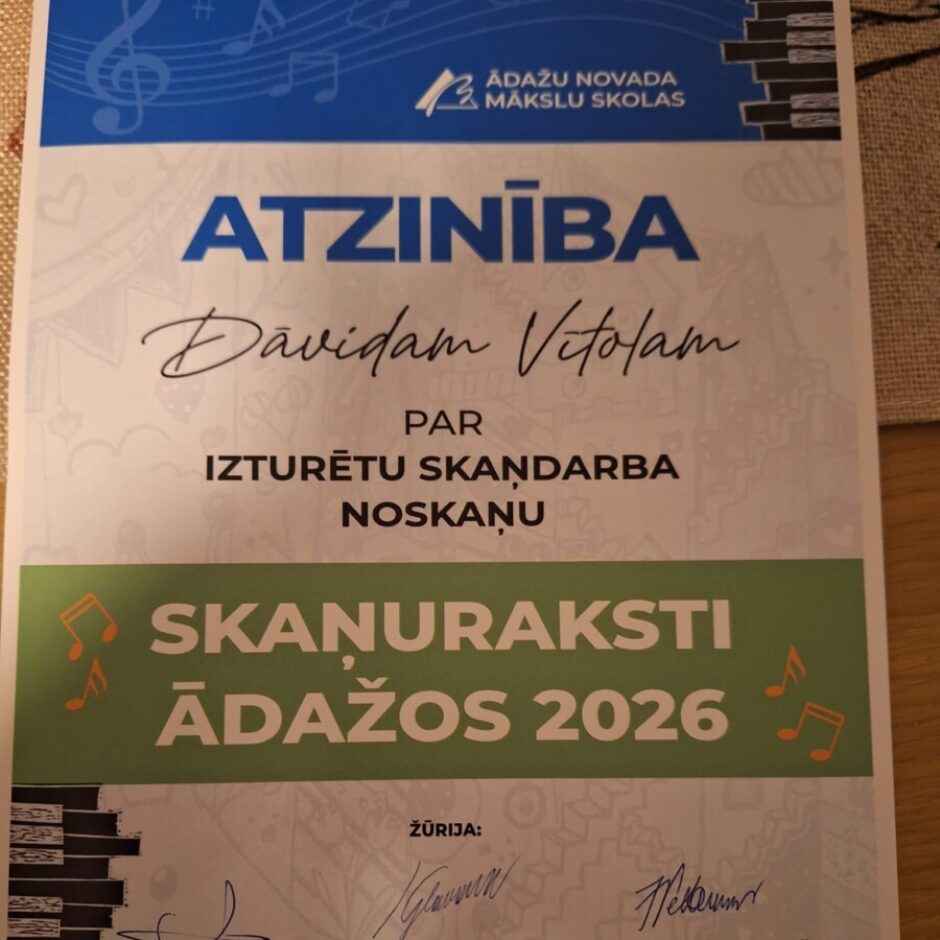 ĀDAŽU NOVADA
MĀKSLU SKOLAS
ATZINĪBA
Dāvidam Vītolam
PAR
IZTURĒTU SKAŅDARBA
NOSKAŅU
SKAŅURAKSTI
ĀDAŽOS 2026
ŽŪRIJA: